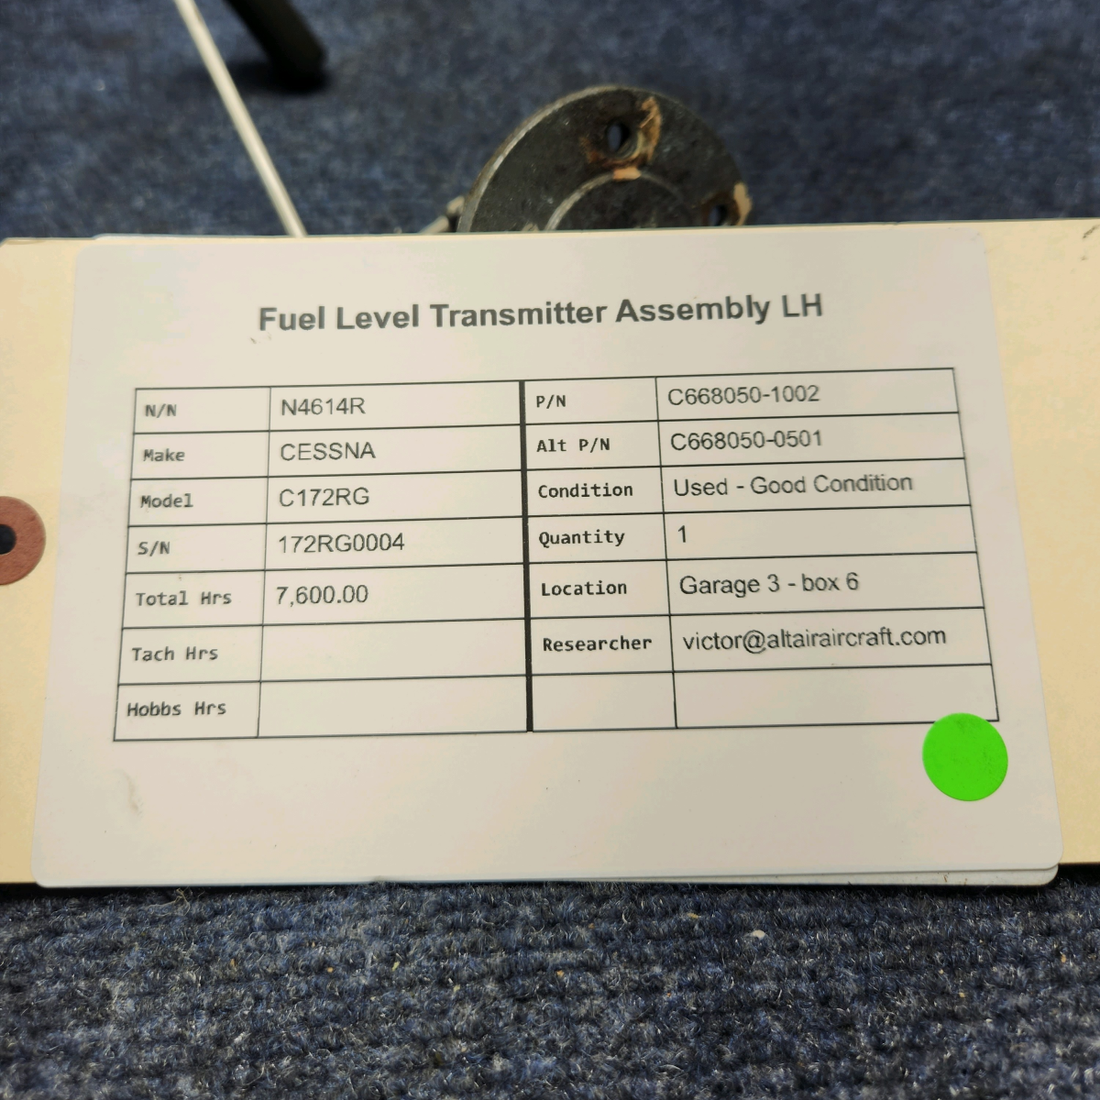 Fuel Level Transmitter Assembly LH
N/N N4614R P/N C668050-1002
Make CESSNA Alt P/N C668050-0501
Model C172RG Condition Used - Good Condition
S/N 172RG0004 Quantity 1
Total Hrs 7,600.00 Location Garage 3 - box 6
Tach Hrs Researcher victor@altairaircraft.com
Hobbs Hrs